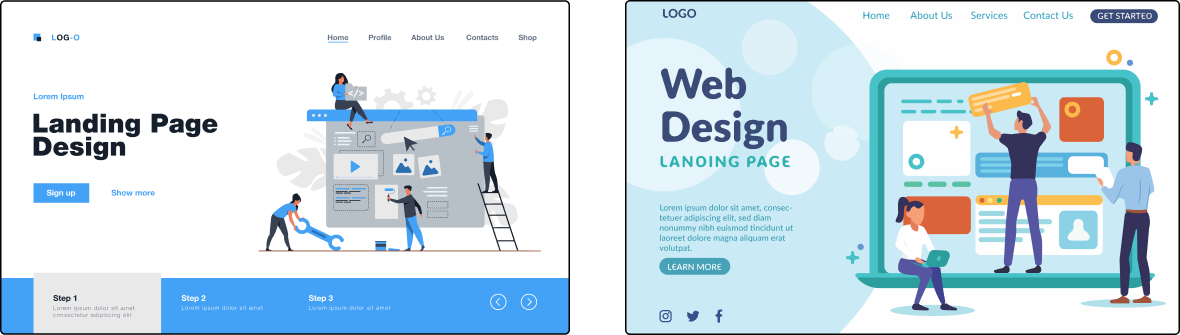 LOG-O
Home Profile About Us Contacts Shop
Lorem Ipsum
Landing Page
Design
Sign up Show more
</>
Step 1
Lorem ipsum dolor sit amet
consectetur adipiscing elit
Step 2
Lorem ipsum dolor sit amet
Step 3
Lorem ipsum dolor sit amet
LOGO
Home About Us Services Contact Us GET STARTEO
Web
Design
LANOING PAGE
Lorem ipsum dolor sit amet, consec-
tetuer adipiscing elit, sed diam
nonummy nibh euismod tincidunt ut
laoreet dolore magna aliquam erat
volutpat.
LEARN MORE